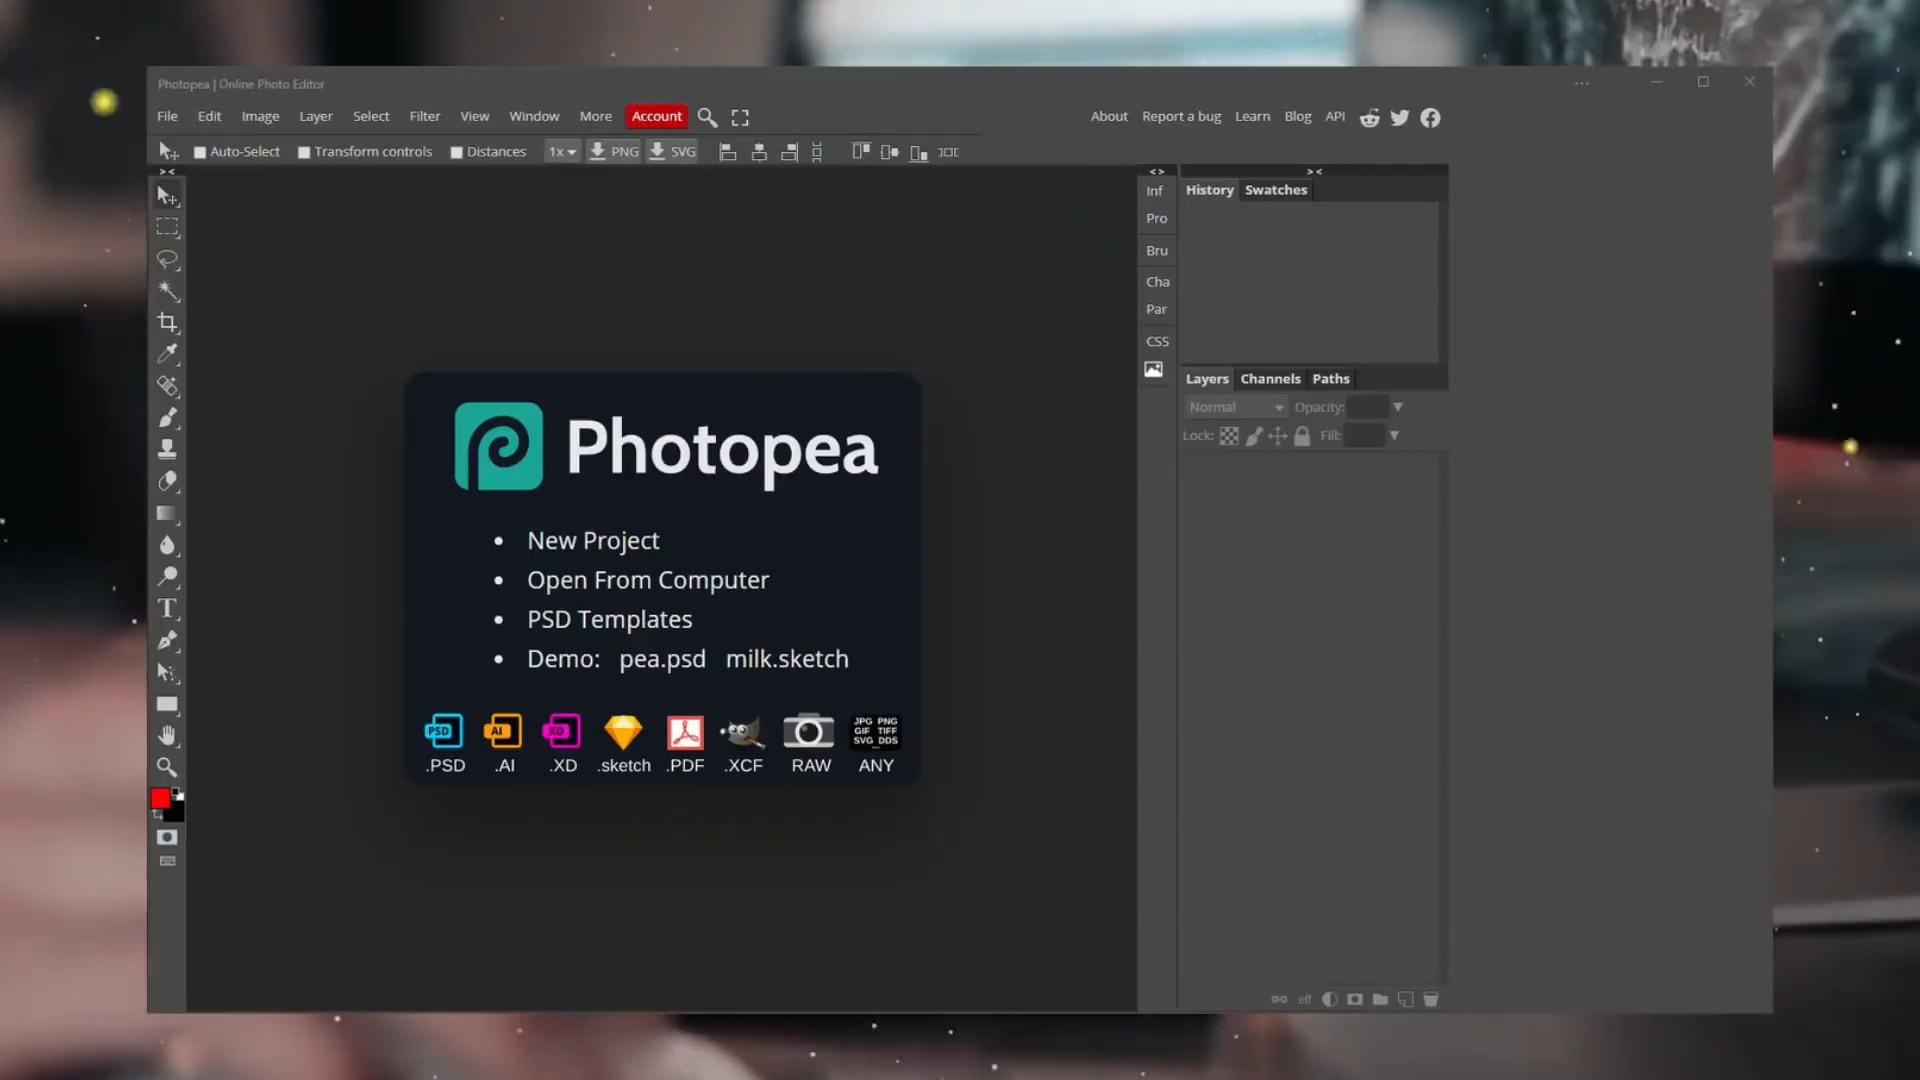 Photopea | Online Photo Editor
File Edit Image Layer Select Filter View Window More Account About Report a bug Learn Blog API
Auto-Select Transform controls Distances 1x PNG SVG
Inf
Pro
Bru
Cha
Par
CSS
History Swatches
Layers Channels Paths
Normal Opacity:
Lock: Fill:
Photopea
New Project
Open From Computer
PSD Templates
Demo: pea.psd milk.sketch
PSD AI XD JPG PNG
GIF TIFF
SVG DDS
...
.PSD .AI .XD .sketch .PDF .XCF RAW ANY
eff